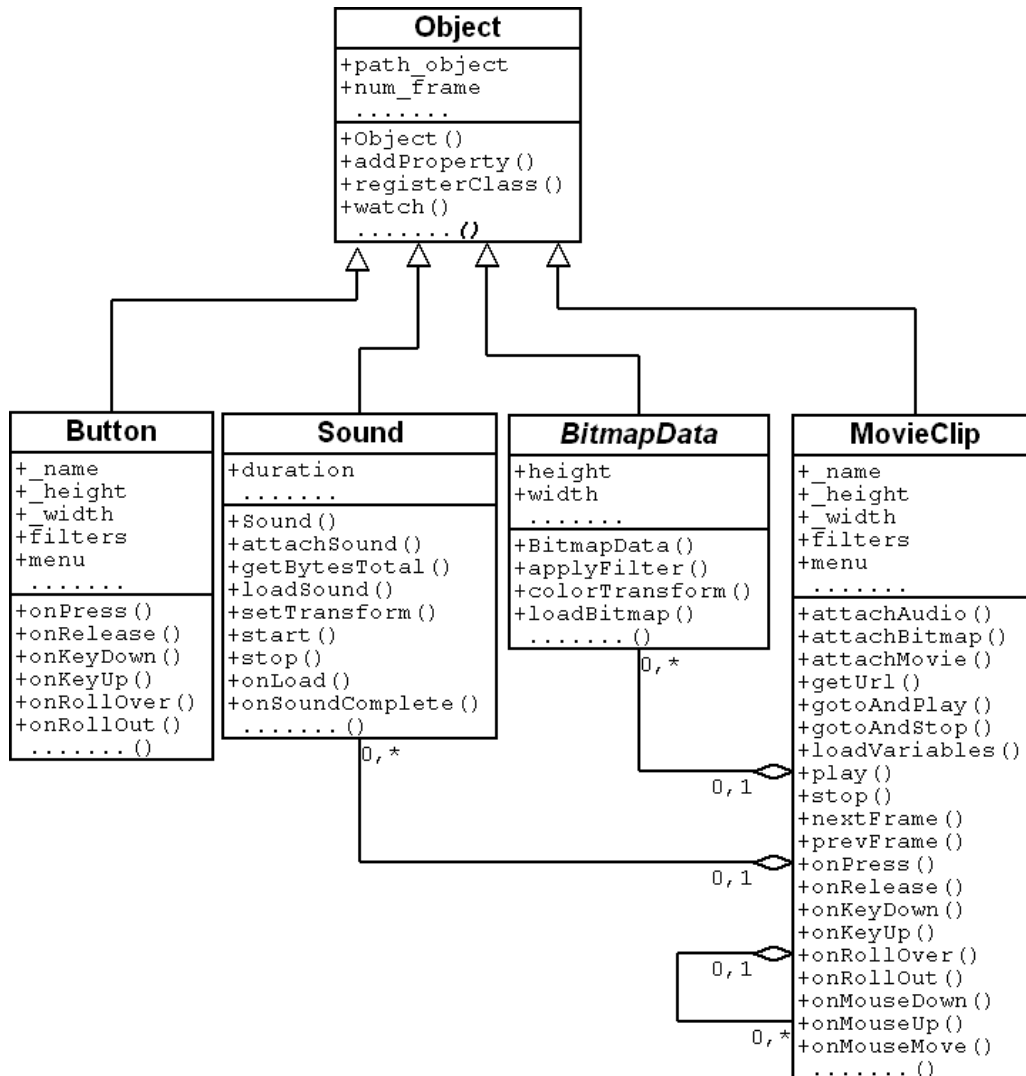 Object
+path_object
+num_frame
.......
+Object()
+addProperty()
+registerClass()
+watch()
.......()
Button
+_name
+_height
+_width
+filters
+menu
.......
+onPress()
+onRelease()
+onKeyDown()
+onKeyUp()
+onRollOver()
+onRollOut()
.......()
Sound
+duration
.......
+Sound()
+attachSound()
+getBytesTotal()
+loadSound()
+setTransform()
+start()
+stop()
+onLoad()
+onSoundComplete()
.......()
0,*
BitmapData
+height
+width
.......
+BitmapData()
+applyFilter()
+colorTransform()
+loadBitmap()
.......()
0,*
MovieClip
+_name
+_height
+_width
+filters
+menu
.......
+attachAudio()
+attachBitmap()
+attachMovie()
+getUrl()
+gotoAndPlay()
+gotoAndStop()
+loadVariables()
+play()
+stop()
+nextFrame()
+prevFrame()
+onPress()
+onRelease()
+onKeyDown()
+onKeyUp()
+onRollOver()
+onRollOut()
+onMouseDown()
+onMouseUp()
+onMouseMove()
.......()
0,1
0,1
0,1
0,*